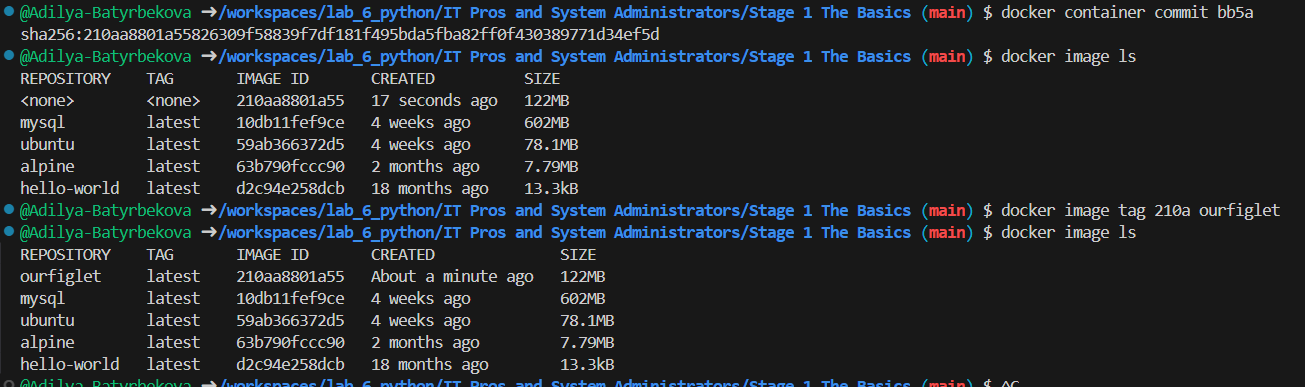 @Adilya-Batyrbekova ➜/workspaces/lab_6_python/IT Pros and System Administrators/Stage 1 The Basics (main) $ docker container commit bb5a
sha256:210aa8801a55826309f58839f7df181f495bda5fba82ff0f430389771d34ef5d
@Adilya-Batyrbekova ➜/workspaces/lab_6_python/IT Pros and System Administrators/Stage 1 The Basics (main) $ docker image ls
REPOSITORY TAG IMAGE ID CREATED SIZE
<none> <none> 210aa8801a55 17 seconds ago 122MB
mysql latest 10db11fef9ce 4 weeks ago 602MB
ubuntu latest 59ab366372d5 4 weeks ago 78.1MB
alpine latest 63b790fccc90 2 months ago 7.79MB
hello-world latest d2c94e258dcb 18 months ago 13.3kB
@Adilya-Batyrbekova ➜/workspaces/lab_6_python/IT Pros and System Administrators/Stage 1 The Basics (main) $ docker image tag 210a ourfiglet
@Adilya-Batyrbekova ➜/workspaces/lab_6_python/IT Pros and System Administrators/Stage 1 The Basics (main) $ docker image ls
REPOSITORY TAG IMAGE ID CREATED SIZE
ourfiglet latest 210aa8801a55 About a minute ago 122MB
mysql latest 10db11fef9ce 4 weeks ago 602MB
ubuntu latest 59ab366372d5 4 weeks ago 78.1MB
alpine latest 63b790fccc90 2 months ago 7.79MB
hello-world latest d2c94e258dcb 18 months ago 13.3kB
@Adilya-Batyrbekova ➜/workspaces/lab_6_python/IT Pros and System Administrators/Stage 1 The Basics (main) $ ^C